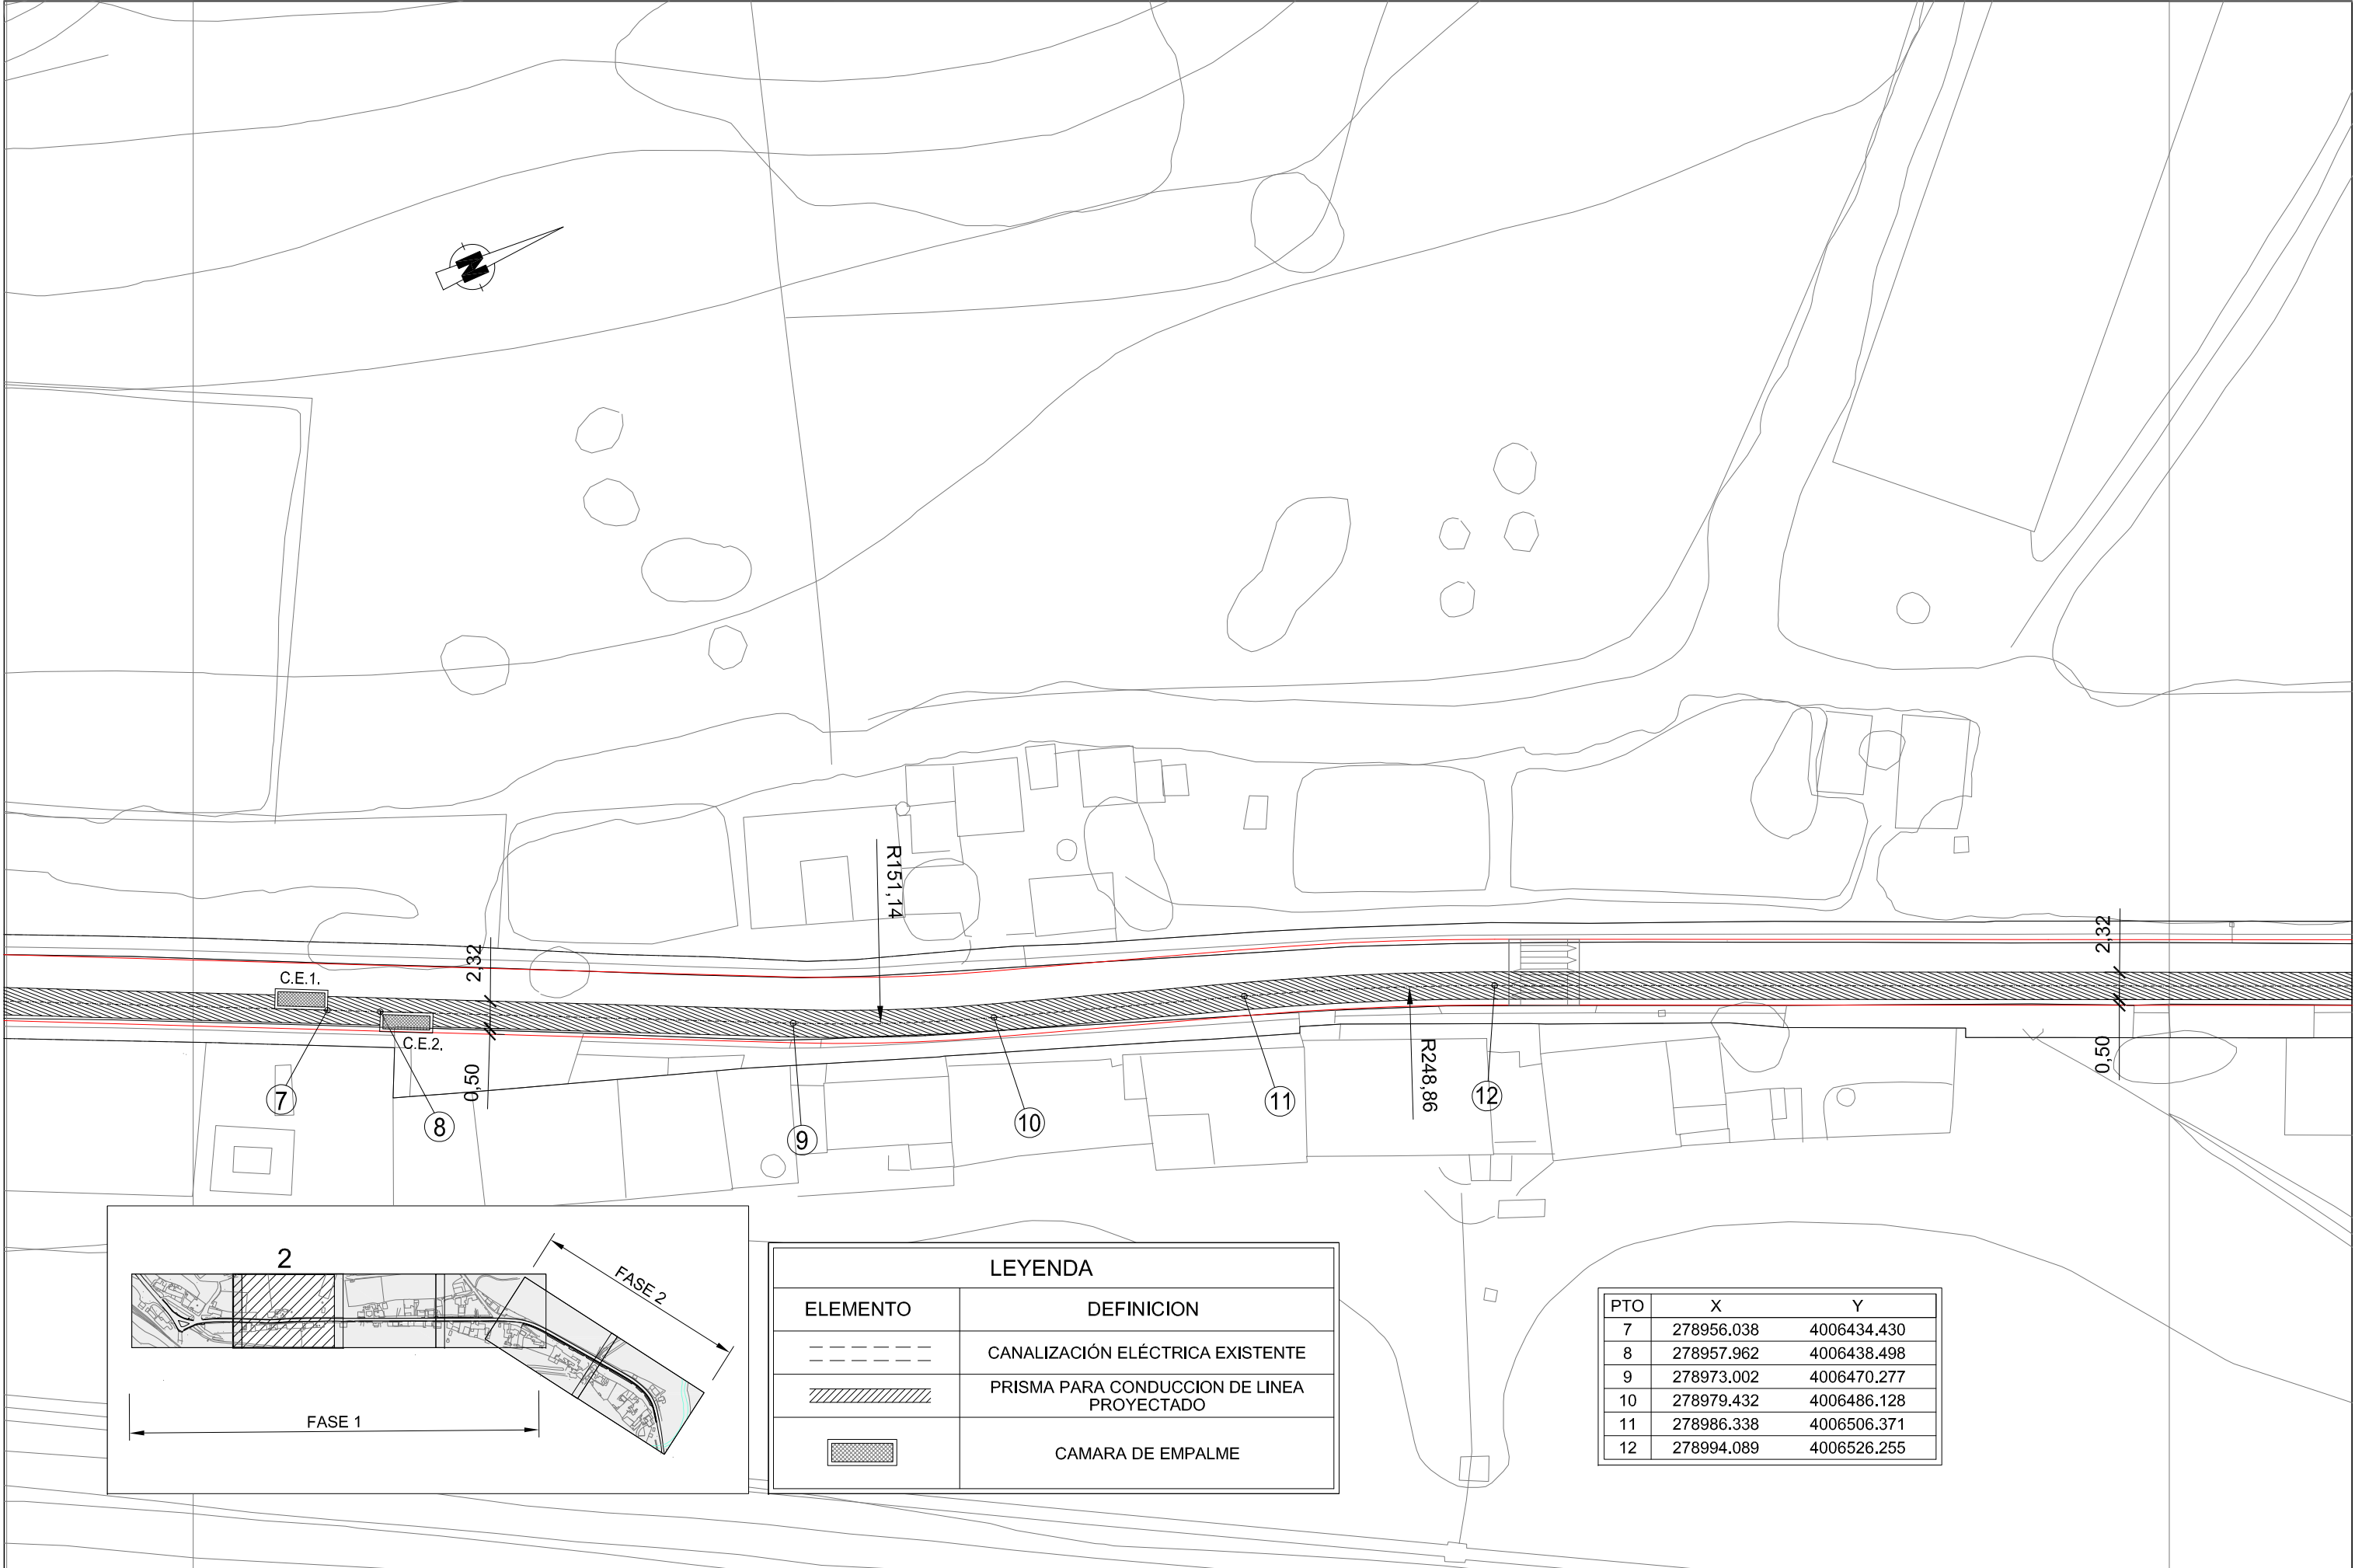 N
R151,14
2,32
2,32
C.E.1.
C.E.2.
0,50
R248,86
0,50
7
8
9
10
11
12
2
FASE 2
FASE 1
LEYENDA
ELEMENTO DEFINICION
CANALIZACIÓN ELÉCTRICA EXISTENTE
PRISMA PARA CONDUCCION DE LINEA
PROYECTADO
CAMARA DE EMPALME
PTO X Y
7 278956.038 4006434.430
8 278957.962 4006438.498
9 278973.002 4006470.277
10 278979.432 4006486.128
11 278986.338 4006506.371
12 278994.089 4006526.255